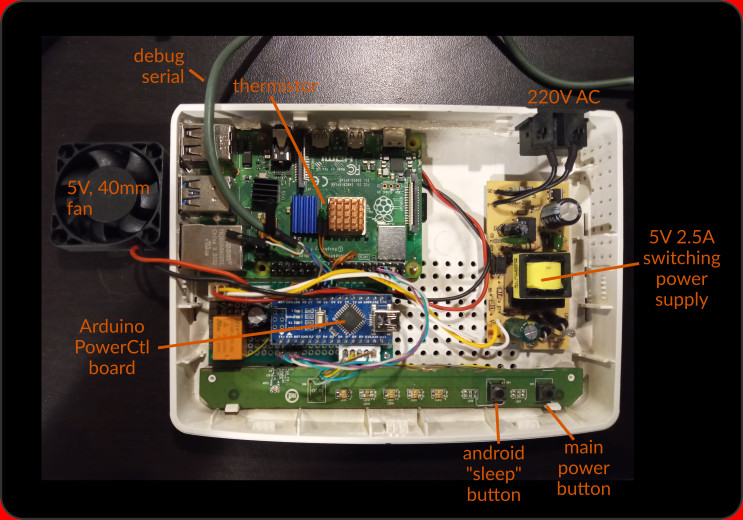 debug
serial
thermistor
220V AC
5V, 40mm
fan
5V 2.5A
switching
power
supply
Arduino
PowerCtl
board
android
"sleep"
button
main
power
button